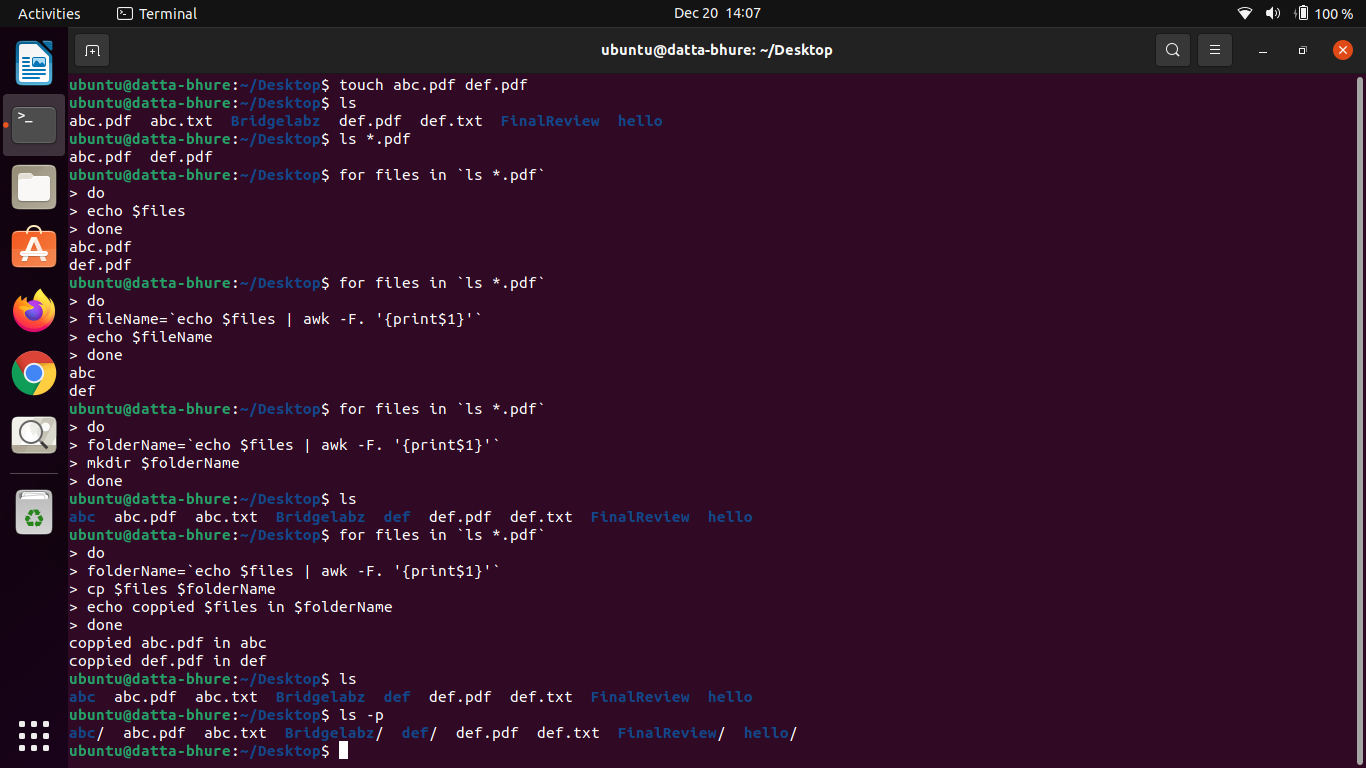 Activities Terminal Dec 20 14:07 100 %
ubuntu@datta-bhure: ~/Desktop
ubuntu@datta-bhure:~/Desktop$ touch abc.pdf def.pdf
ubuntu@datta-bhure:~/Desktop$ ls
abc.pdf  abc.txt  Bridgelabz  def.pdf  def.txt  FinalReview  hello
ubuntu@datta-bhure:~/Desktop$ ls *.pdf
abc.pdf  def.pdf
ubuntu@datta-bhure:~/Desktop$ for files in `ls *.pdf`
> do
> echo $files
> done
abc.pdf
def.pdf
ubuntu@datta-bhure:~/Desktop$ for files in `ls *.pdf`
> do
> fileName=`echo $files | awk -F. '{print$1}'`
> echo $fileName
> done
abc
def
ubuntu@datta-bhure:~/Desktop$ for files in `ls *.pdf`
> do
> folderName=`echo $files | awk -F. '{print$1}'`
> mkdir $folderName
> done
ubuntu@datta-bhure:~/Desktop$ ls
abc  abc.pdf  abc.txt  Bridgelabz  def  def.pdf  def.txt  FinalReview  hello
ubuntu@datta-bhure:~/Desktop$ for files in `ls *.pdf`
> do
> folderName=`echo $files | awk -F. '{print$1}'`
> cp $files $folderName
> echo coppied $files in $folderName
> done
coppied abc.pdf in abc
coppied def.pdf in def
ubuntu@datta-bhure:~/Desktop$ ls
abc  abc.pdf  abc.txt  Bridgelabz  def  def.pdf  def.txt  FinalReview  hello
ubuntu@datta-bhure:~/Desktop$ ls -p
abc/  abc.pdf  abc.txt  Bridgelabz/  def/  def.pdf  def.txt  FinalReview/  hello/
ubuntu@datta-bhure:~/Desktop$